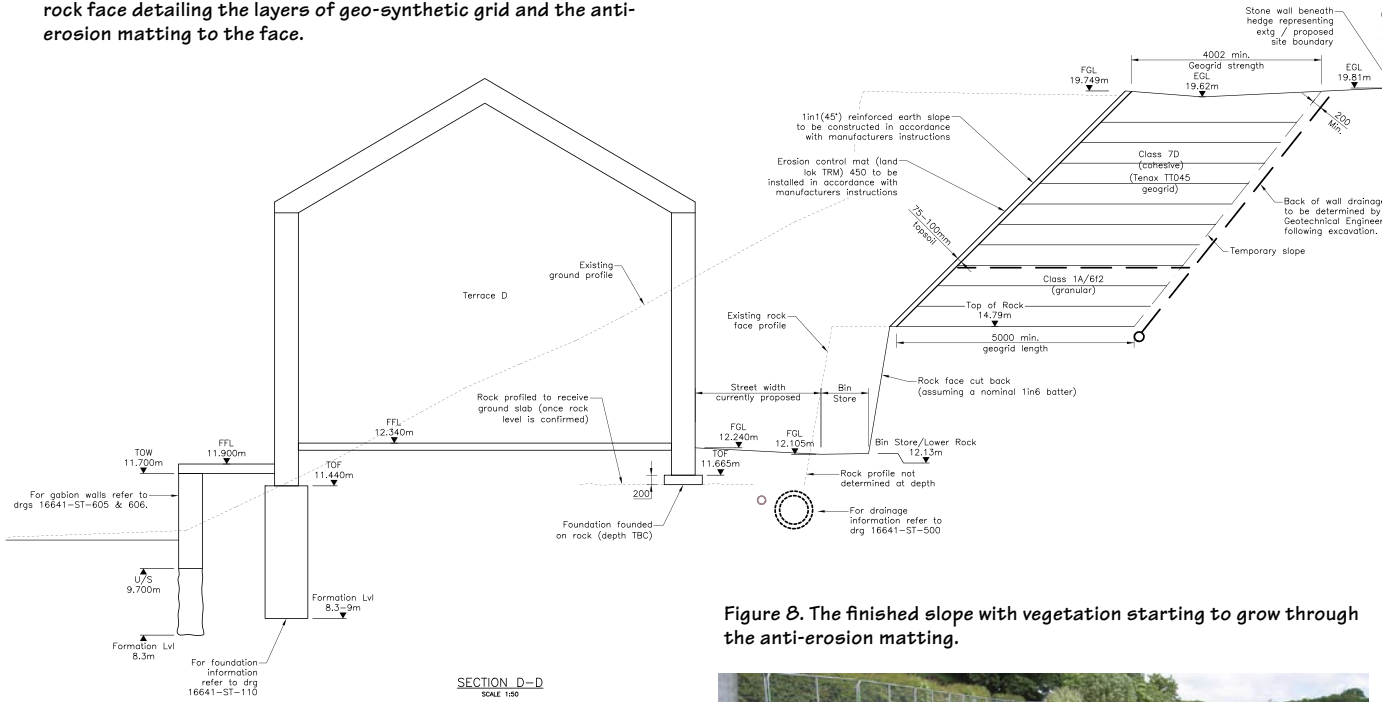 rock face detailing the layers of geo-synthetic grid and the anti-
erosion matting to the face.
Stone wall beneath
hedge representing
extg / proposed
site boundary
4002 min.
Geogrid strength
FGL
19.749m
EGL
19.62m
EGL
19.81m
200
Min.
1in1(45°) reinforced earth slope
to be constructed in accordance
with manufacturers instructions
Erosion control mat (land
lok TRM) 450 to be
installed in accordance with
manufacturers instructions
Class 7D
(cohesive)
(Tenax TT045
geogrid)
Back of wall drainage
to be determined by
Geotechnical Engineer
following excavation.
75-100mm
topsoil
Temporary slope
Existing
ground profile
Terrace D
Class 1A/6f2
(granular)
Top of Rock
14.79m
Existing rock
face profile
5000 min.
geogrid length
Rock face cut back
(assuming a nominal 1in6 batter)
Street width
currently proposed
Bin
Store
Rock profiled to receive
ground slab (once rock
level is confirmed)
FFL
12.340m
FGL
12.240m
FGL
12.105m
Bin Store/Lower Rock
12.13m
TOW
11.700m
FFL
11.900m
TOF
11.440m
TOF
11.665m
Rock profile not
determined at depth
For gabion walls refer to
drgs 16641-ST-605 & 606.
200
Foundation founded
on rock (depth TBC)
For drainage
information refer to
drg 16641-ST-500
U/S
9.700m
Formation Lvl
8.3-9m
Formation Lvl
8.3m
For foundation
information
refer to drg
16641-ST-110
SECTION D-D
SCALE 1:50
Figure 8. The finished slope with vegetation starting to grow through
the anti-erosion matting.